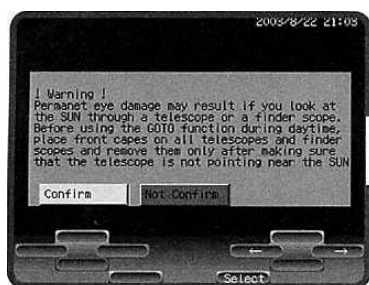 2003/8/22 21:03
! Warning !
Permanet eye damage may result if you look at
the SUN through a telescope or a finder scope.
Before using the GOTO function during daytime,
place front capes on all telescopes and finder
scopes and remove them only after making sure
that the telescope is not pointing near the SUN
Confirm Not Confirm
← →
Select